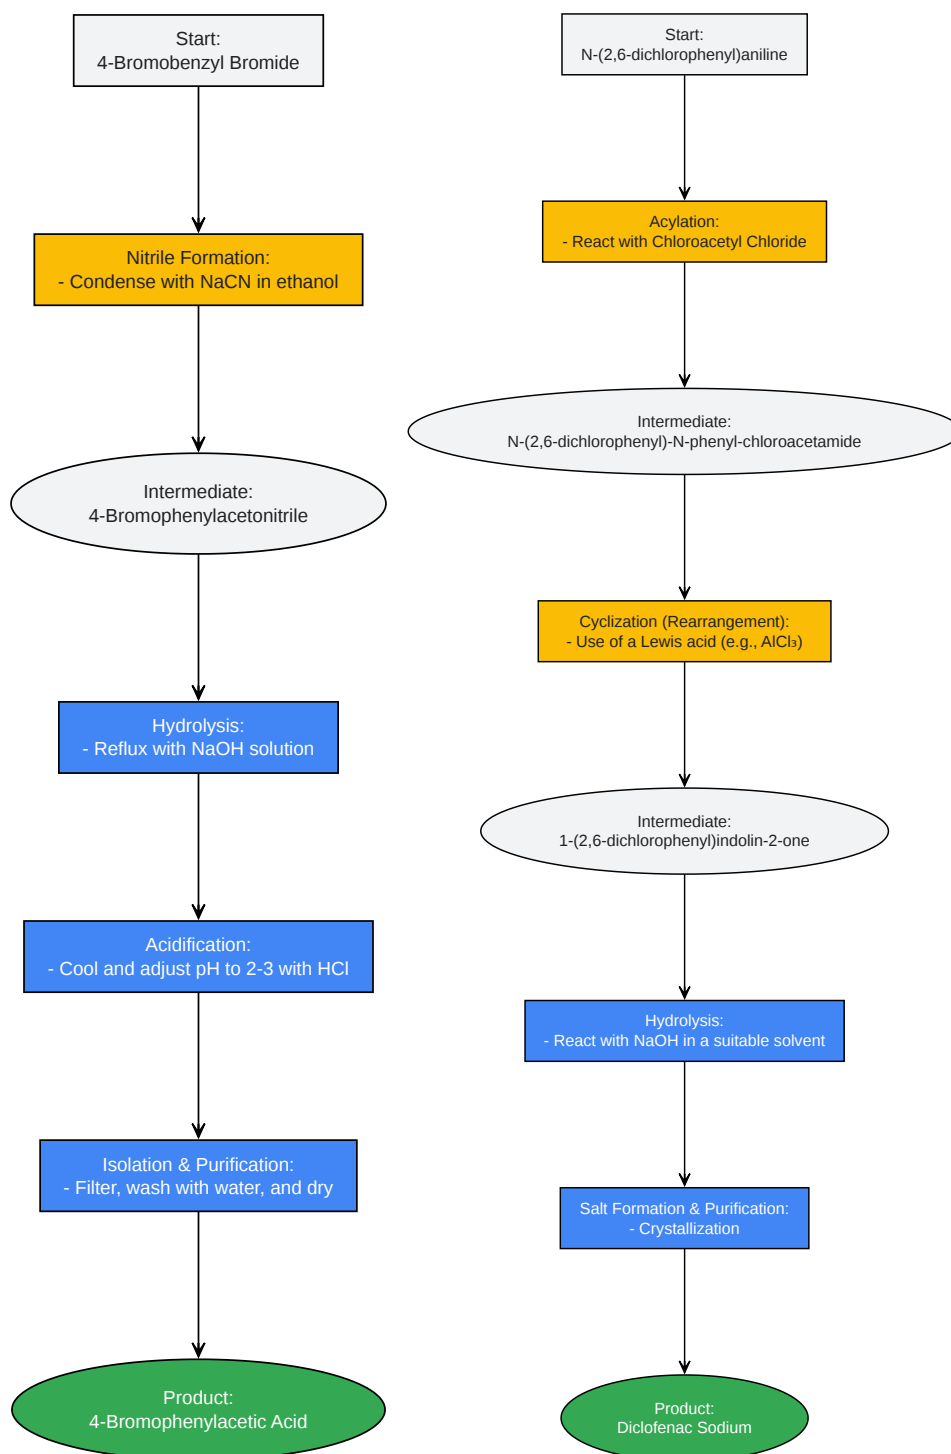 Start:
4-Bromobenzyl Bromide
Nitrile Formation:
- Condense with NaCN in ethanol
Intermediate:
4-Bromophenylacetonitrile
Hydrolysis:
- Reflux with NaOH solution
Acidification:
- Cool and adjust pH to 2-3 with HCl
Isolation & Purification:
- Filter, wash with water, and dry
Product:
4-Bromophenylacetic Acid
Start:
N-(2,6-dichlorophenyl)aniline
Acylation:
- React with Chloroacetyl Chloride
Intermediate:
N-(2,6-dichlorophenyl)-N-phenyl-chloroacetamide
Cyclization (Rearrangement):
- Use of a Lewis acid (e.g., AlCl₃)
Intermediate:
1-(2,6-dichlorophenyl)indolin-2-one
Hydrolysis:
- React with NaOH in a suitable solvent
Salt Formation & Purification:
- Crystallization
Product:
Diclofenac Sodium